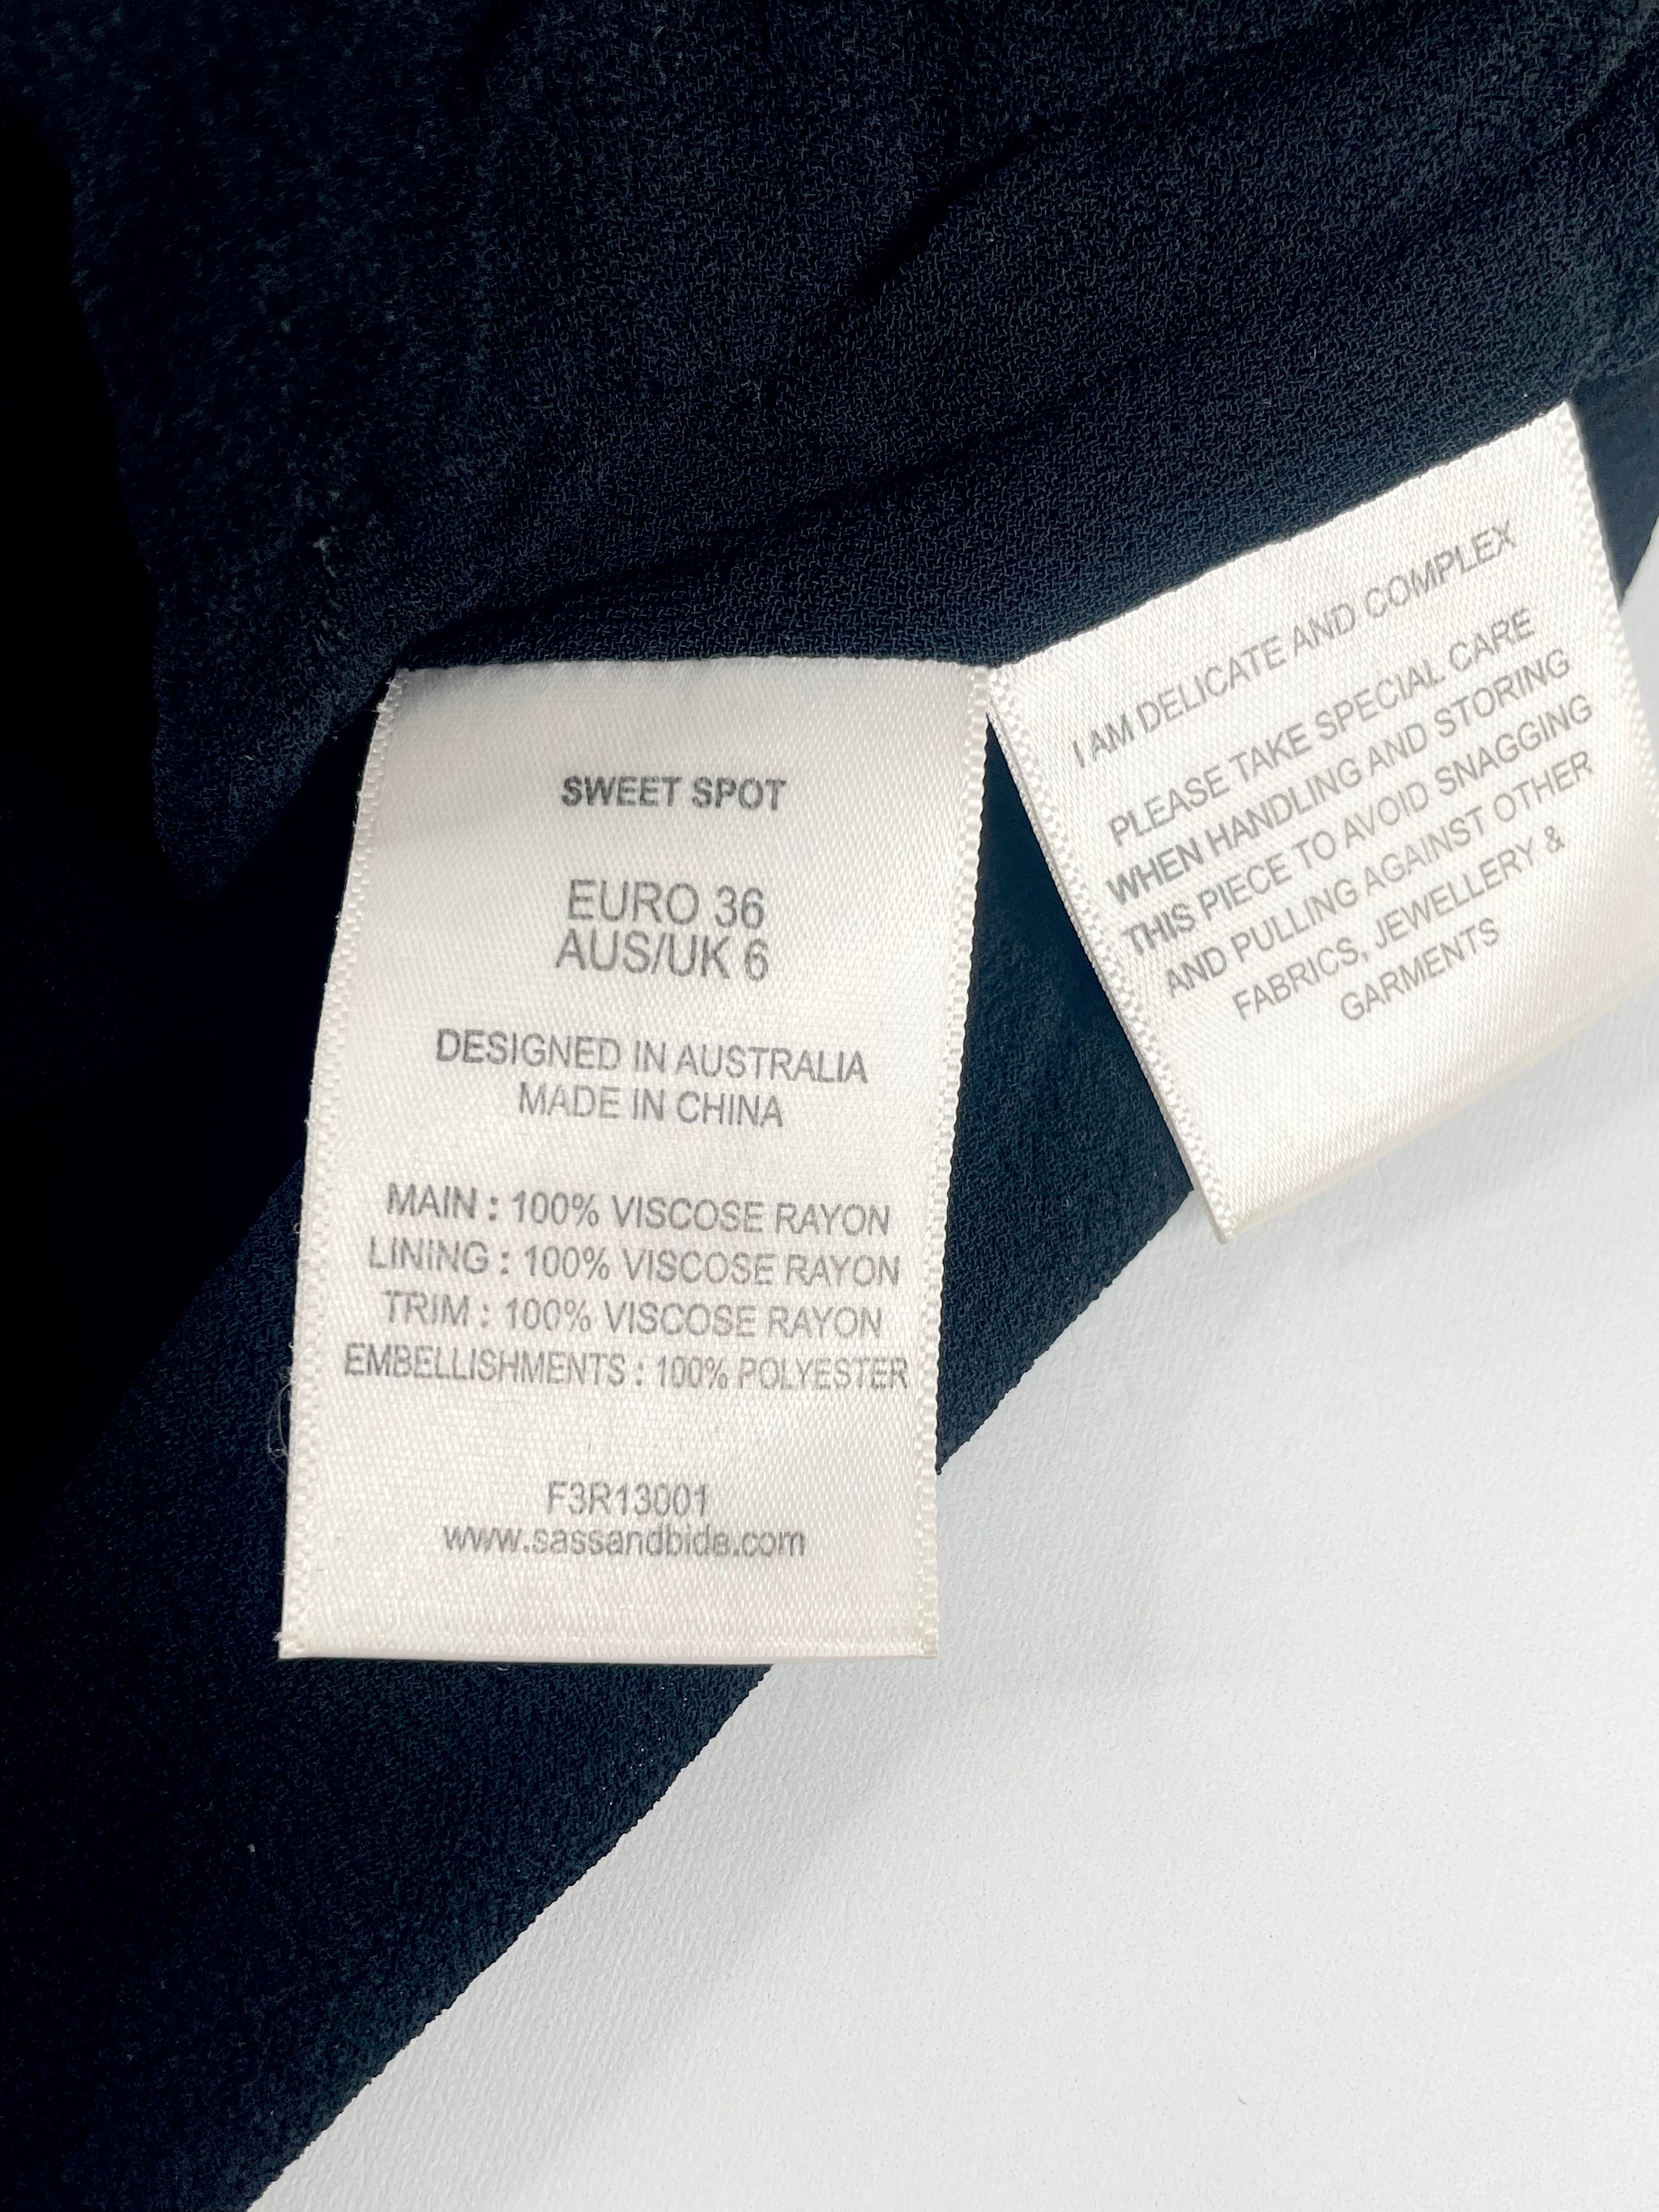 SWEET SPOT
EURO 36
AUS/UK 6
DESIGNED IN AUSTRALIA
MADE IN CHINA
MAIN : 100% VISCOSE RAYON
LINING : 100% VISCOSE RAYON
TRIM : 100% VISCOSE RAYON
EMBELLISHMENTS : 100% POLYESTER
F3R13001
www.sassandbide.com
I AM DELICATE AND COMPLEX
PLEASE TAKE SPECIAL CARE
WHEN HANDLING AND STORING
THIS PIECE TO AVOID SNAGGING
AND PULLING AGAINST OTHER
FABRICS, JEWELLERY &
GARMENTS